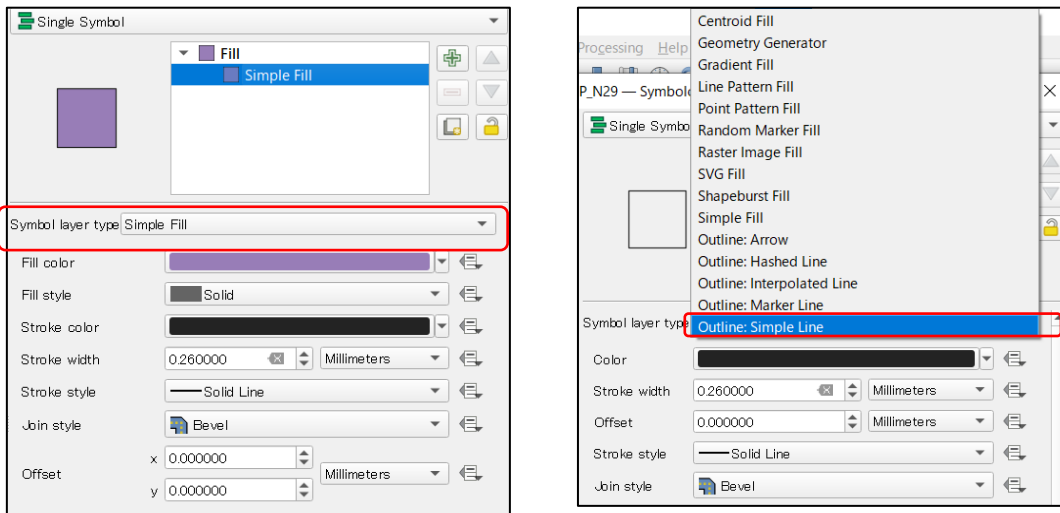 Single Symbol
Fill
Simple Fill
Symbol layer type Simple Fill
Fill color
Fill style Solid
Stroke color
Stroke width 0.260000 Millimeters
Stroke style Solid Line
Join style Bevel
Offset x 0.000000 Millimeters
y 0.000000
Centroid Fill
Geometry Generator
Gradient Fill
Line Pattern Fill
Point Pattern Fill
Random Marker Fill
Raster Image Fill
SVG Fill
Shapeburst Fill
Simple Fill
Outline: Arrow
Outline: Hashed Line
Outline: Interpolated Line
Outline: Marker Line
Outline: Simple Line
Processing Help
P_N29 — Symbolo
Single Symbo
Symbol layer type
Color
Stroke width 0.260000 Millimeters
Offset 0.000000 Millimeters
Stroke style Solid Line
Join style Bevel